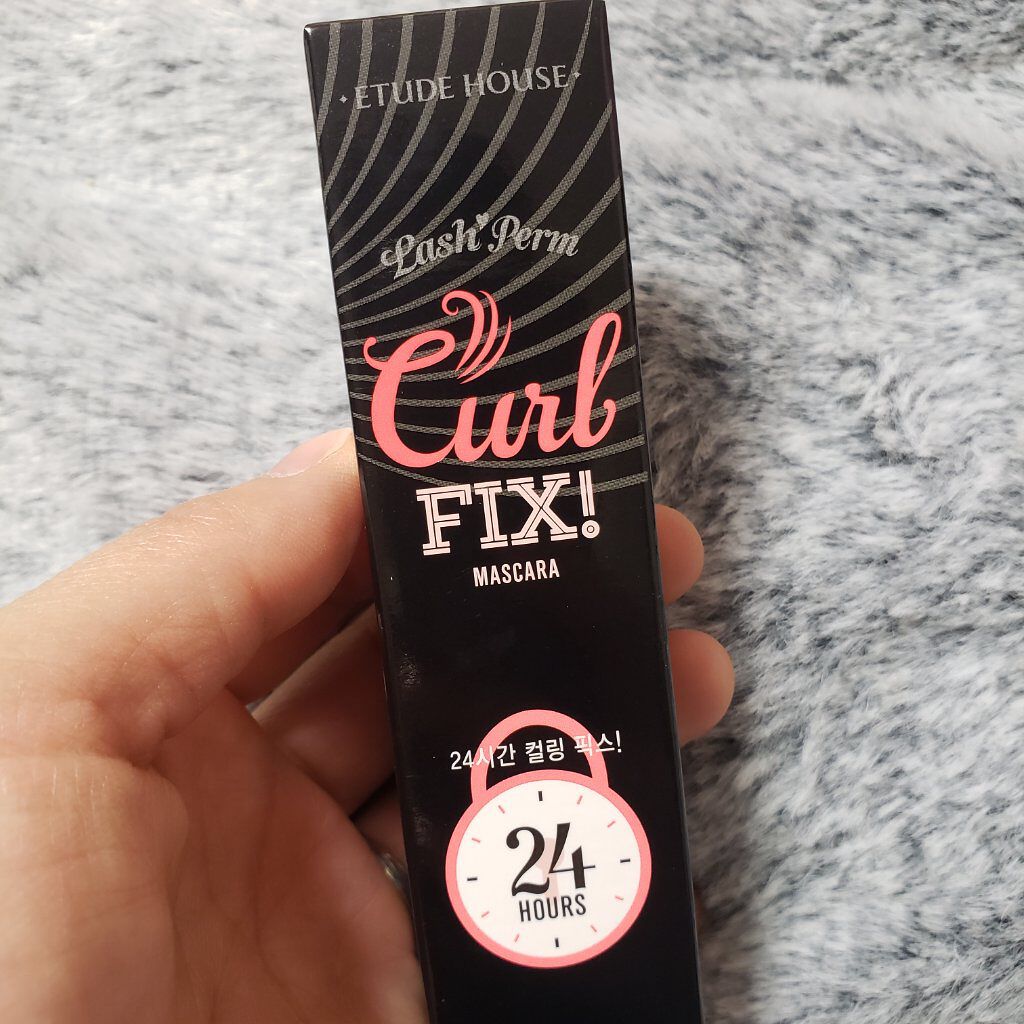 ETUDE HOUSE
Lash Perm
Curl
FIX!
MASCARA
24시간 컬링 픽스!
24
HOURS